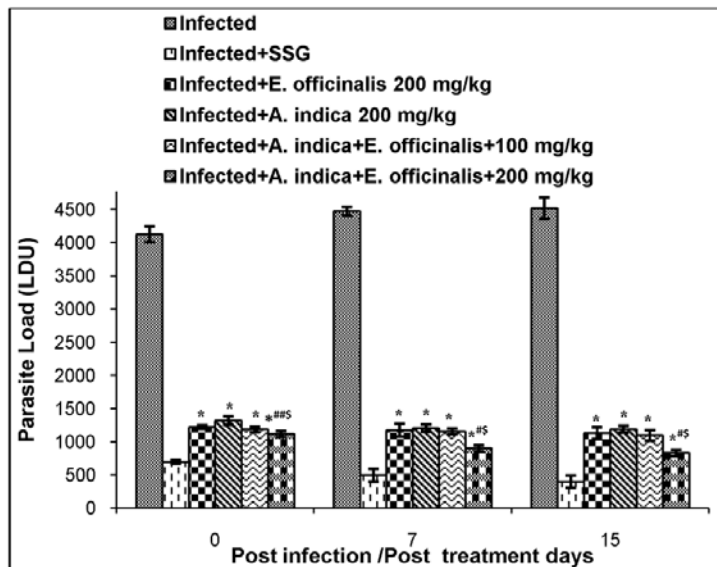 Infected
Infected+SSG
Infected+E. officinalis 200 mg/kg
Infected+A. indica 200 mg/kg
Infected+A. indica+E. officinalis+100 mg/kg
Infected+A. indica+E. officinalis+200 mg/kg
Parasite Load (LDU)
4500
4000
3500
3000
2500
2000
1500
1000
500
0
* * * *##$
* * * *#$
* * * *#$
0 7 15
Post infection /Post treatment days